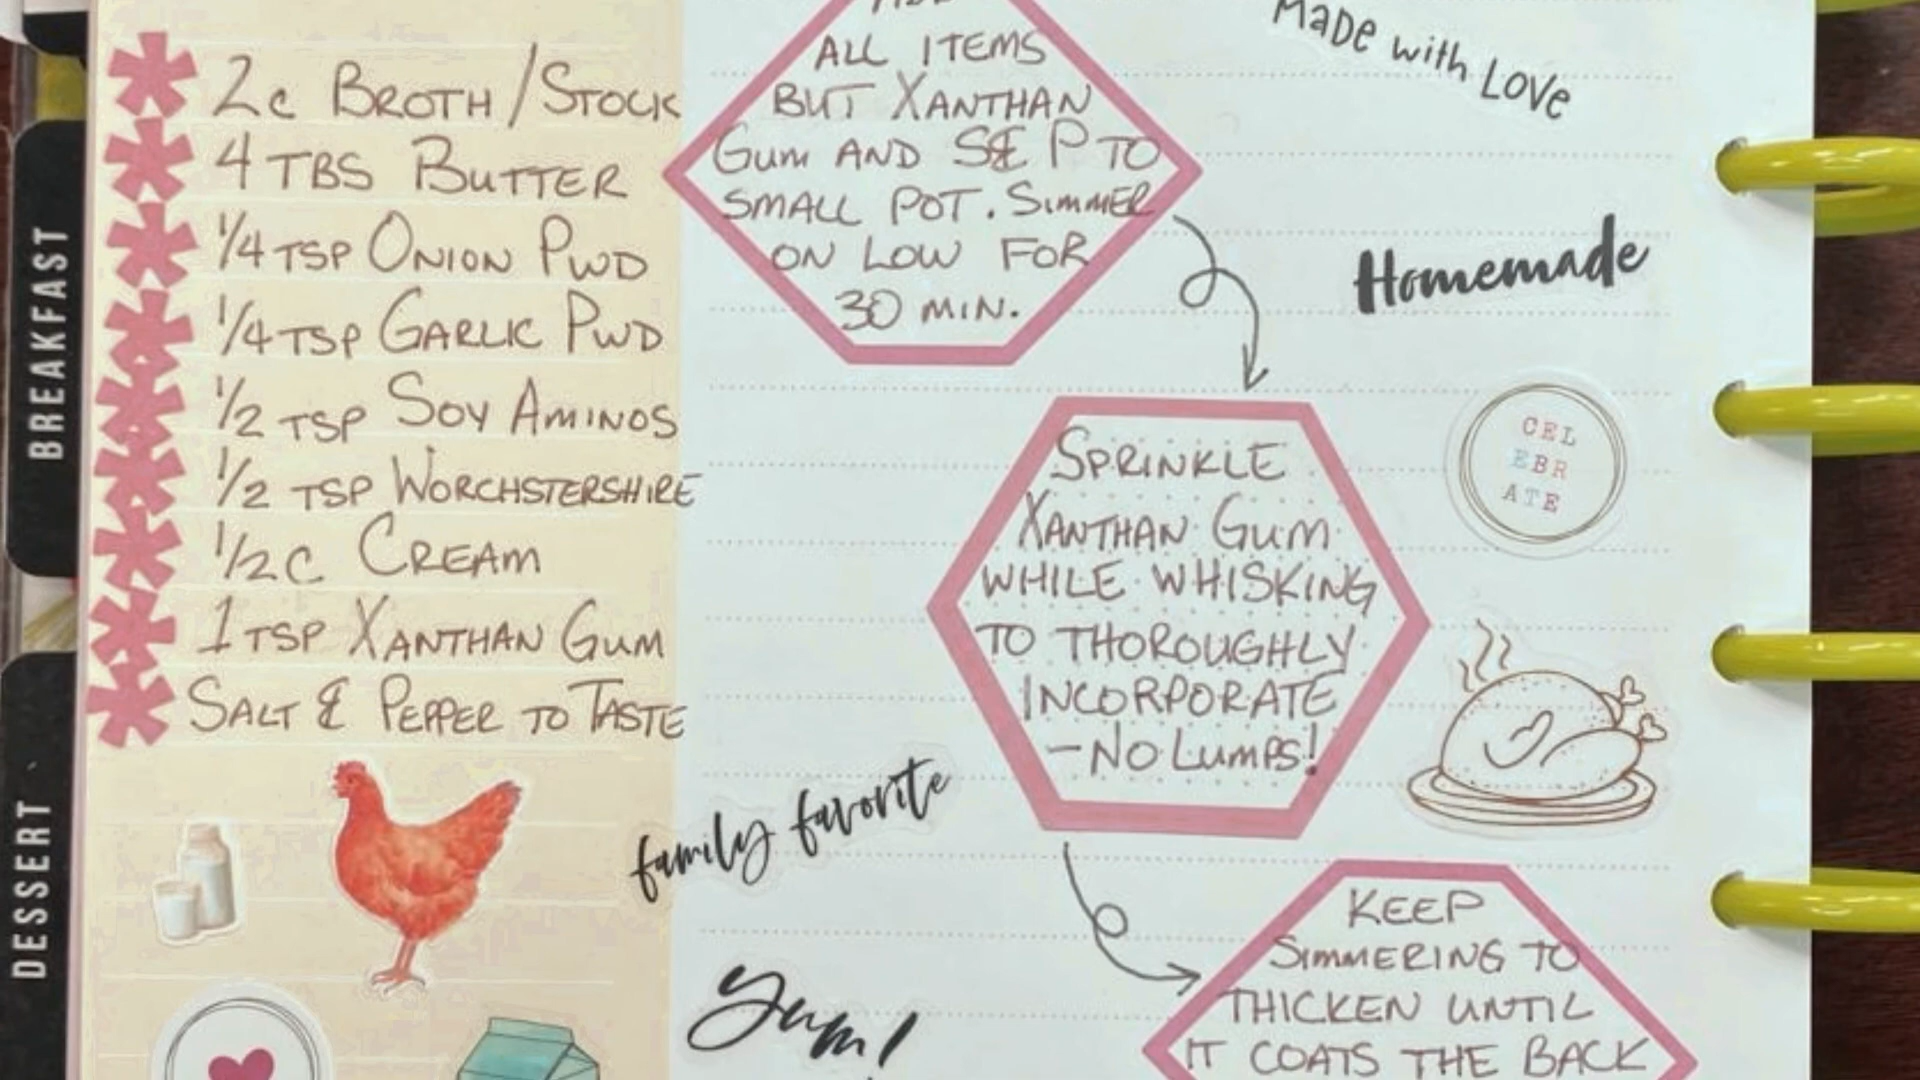 2c BROTH / STOCK
4 TBS BUTTER
1/4 TSP ONION PWD
1/4 TSP GARLIC PWD
1/2 TSP SOY AMINOS
1/2 TSP WORCHSTERSHIRE
1/2 C CREAM
1 TSP XANTHAN GUM
SALT & PEPPER TO TASTE
ALL ITEMS
BUT XANTHAN
GUM AND S & P TO
SMALL POT. SIMMER
ON LOW FOR
30 MIN.
SPRINKLE
XANTHAN GUM
WHILE WHISKING
TO THOROUGHLY
INCORPORATE
- NO LUMPS!
KEEP
SIMMERING TO
THICKEN UNTIL
IT COATS THE BACK
MaDe with LOVe
Homemade
CEL
EBR
ATE
family favorite
yum!
BREAKFAST
DESSERT